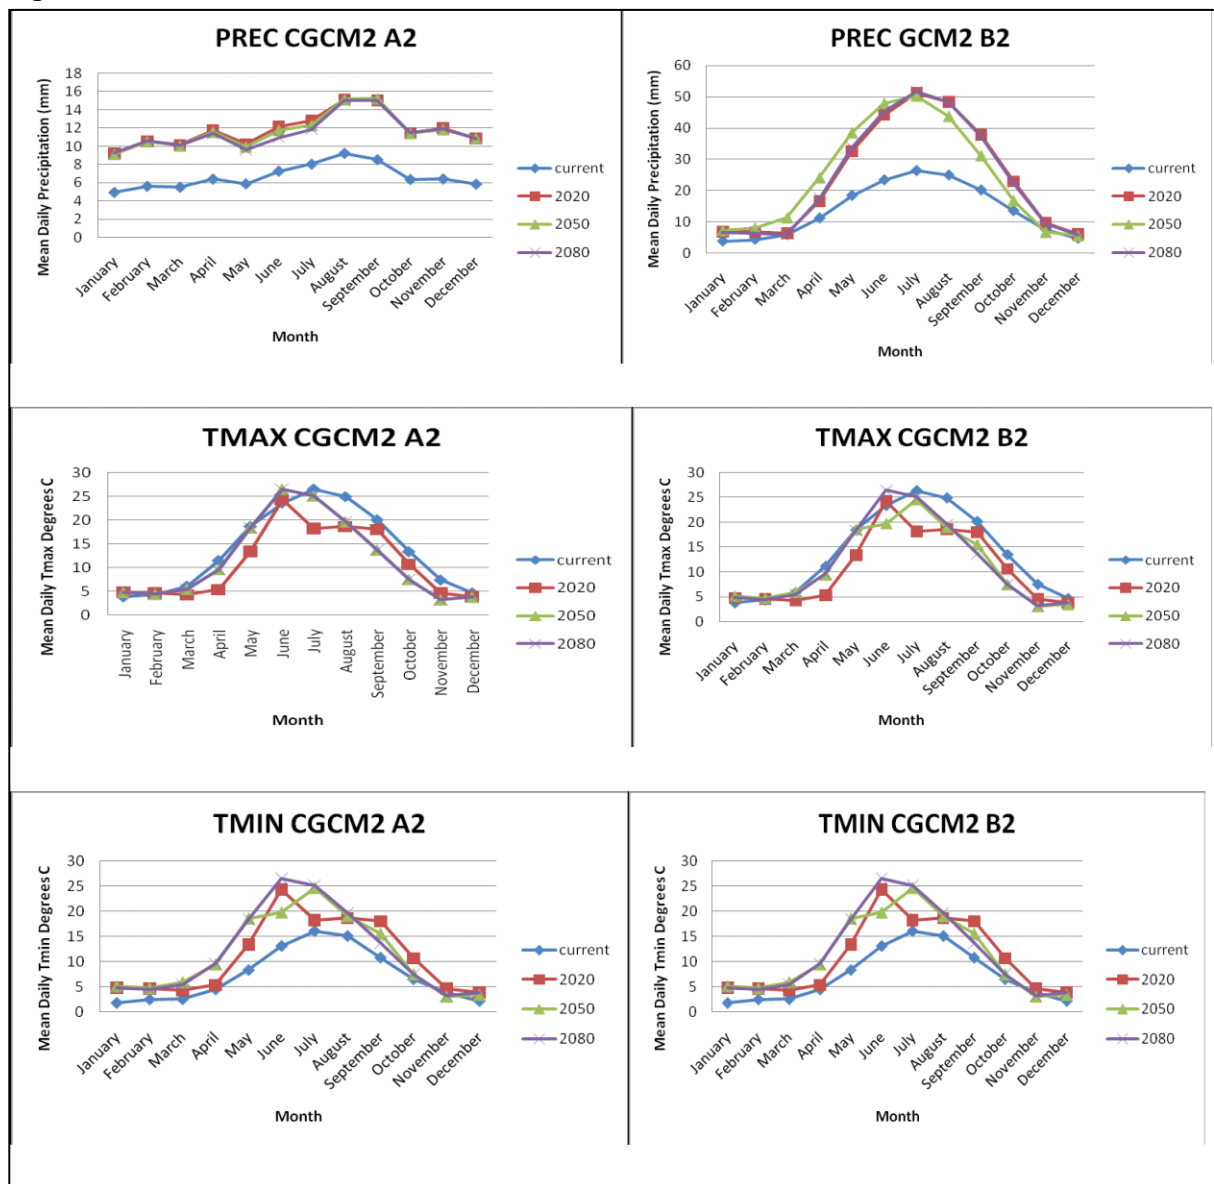 PREC CGCM2 A2
Mean Daily Precipitation (mm)
18
16
14
12
10
8
6
4
2
0
January
February
March
April
May
June
July
August
September
October
November
December
Month
current
2020
2050
2080
PREC GCM2 B2
Mean Daily Precipitation (mm)
60
50
40
30
20
10
0
January
February
March
April
May
June
July
August
September
October
November
December
Month
current
2020
2050
2080
TMAX CGCM2 A2
Mean Daily Tmax Degrees C
30
25
20
15
10
5
0
January
February
March
April
May
June
July
August
September
October
November
December
Month
current
2020
2050
2080
TMAX CGCM2 B2
Mean Daily Tmax Degrees C
30
25
20
15
10
5
0
January
February
March
April
May
June
July
August
September
October
November
December
Month
current
2020
2050
2080
TMIN CGCM2 A2
Mean Daily Tmin Degrees C
30
25
20
15
10
5
0
January
February
March
April
May
June
July
August
September
October
November
December
Month
current
2020
2050
2080
TMIN CGCM2 B2
Mean Daily Tmin Degrees C
30
25
20
15
10
5
0
January
February
March
April
May
June
July
August
September
October
November
December
Month
current
2020
2050
2080